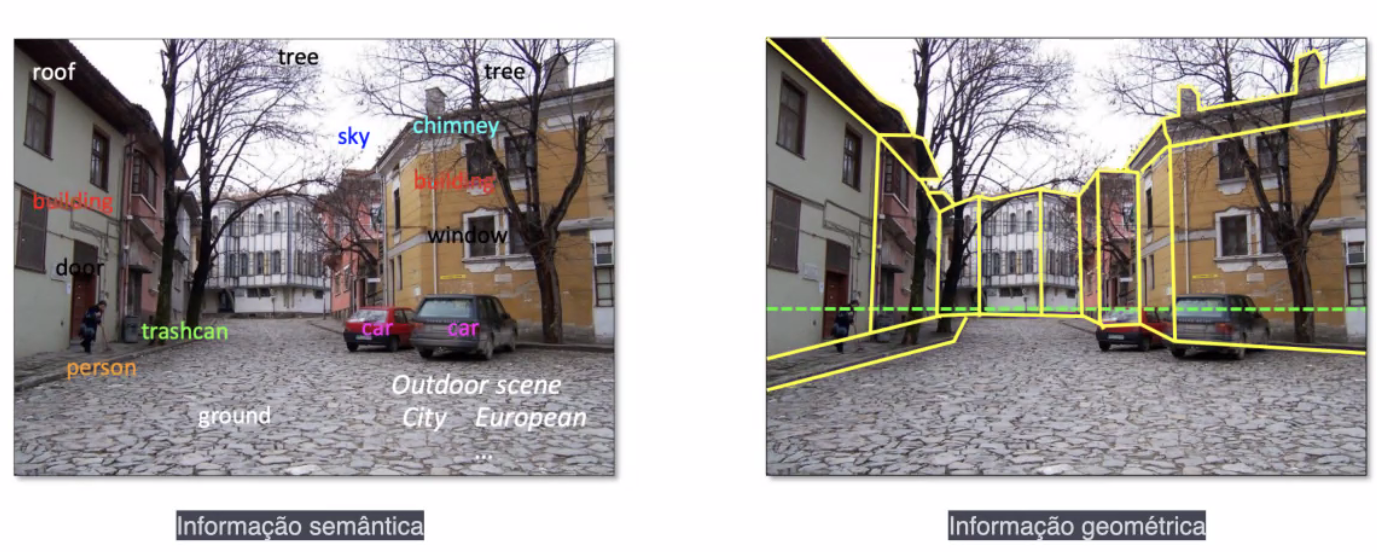 tree
roof
tree
chimney
sky
building
building
window
door
trashcan
car
car
person
Outdoor scene
ground
City European
...
Informação semântica
Informação geométrica